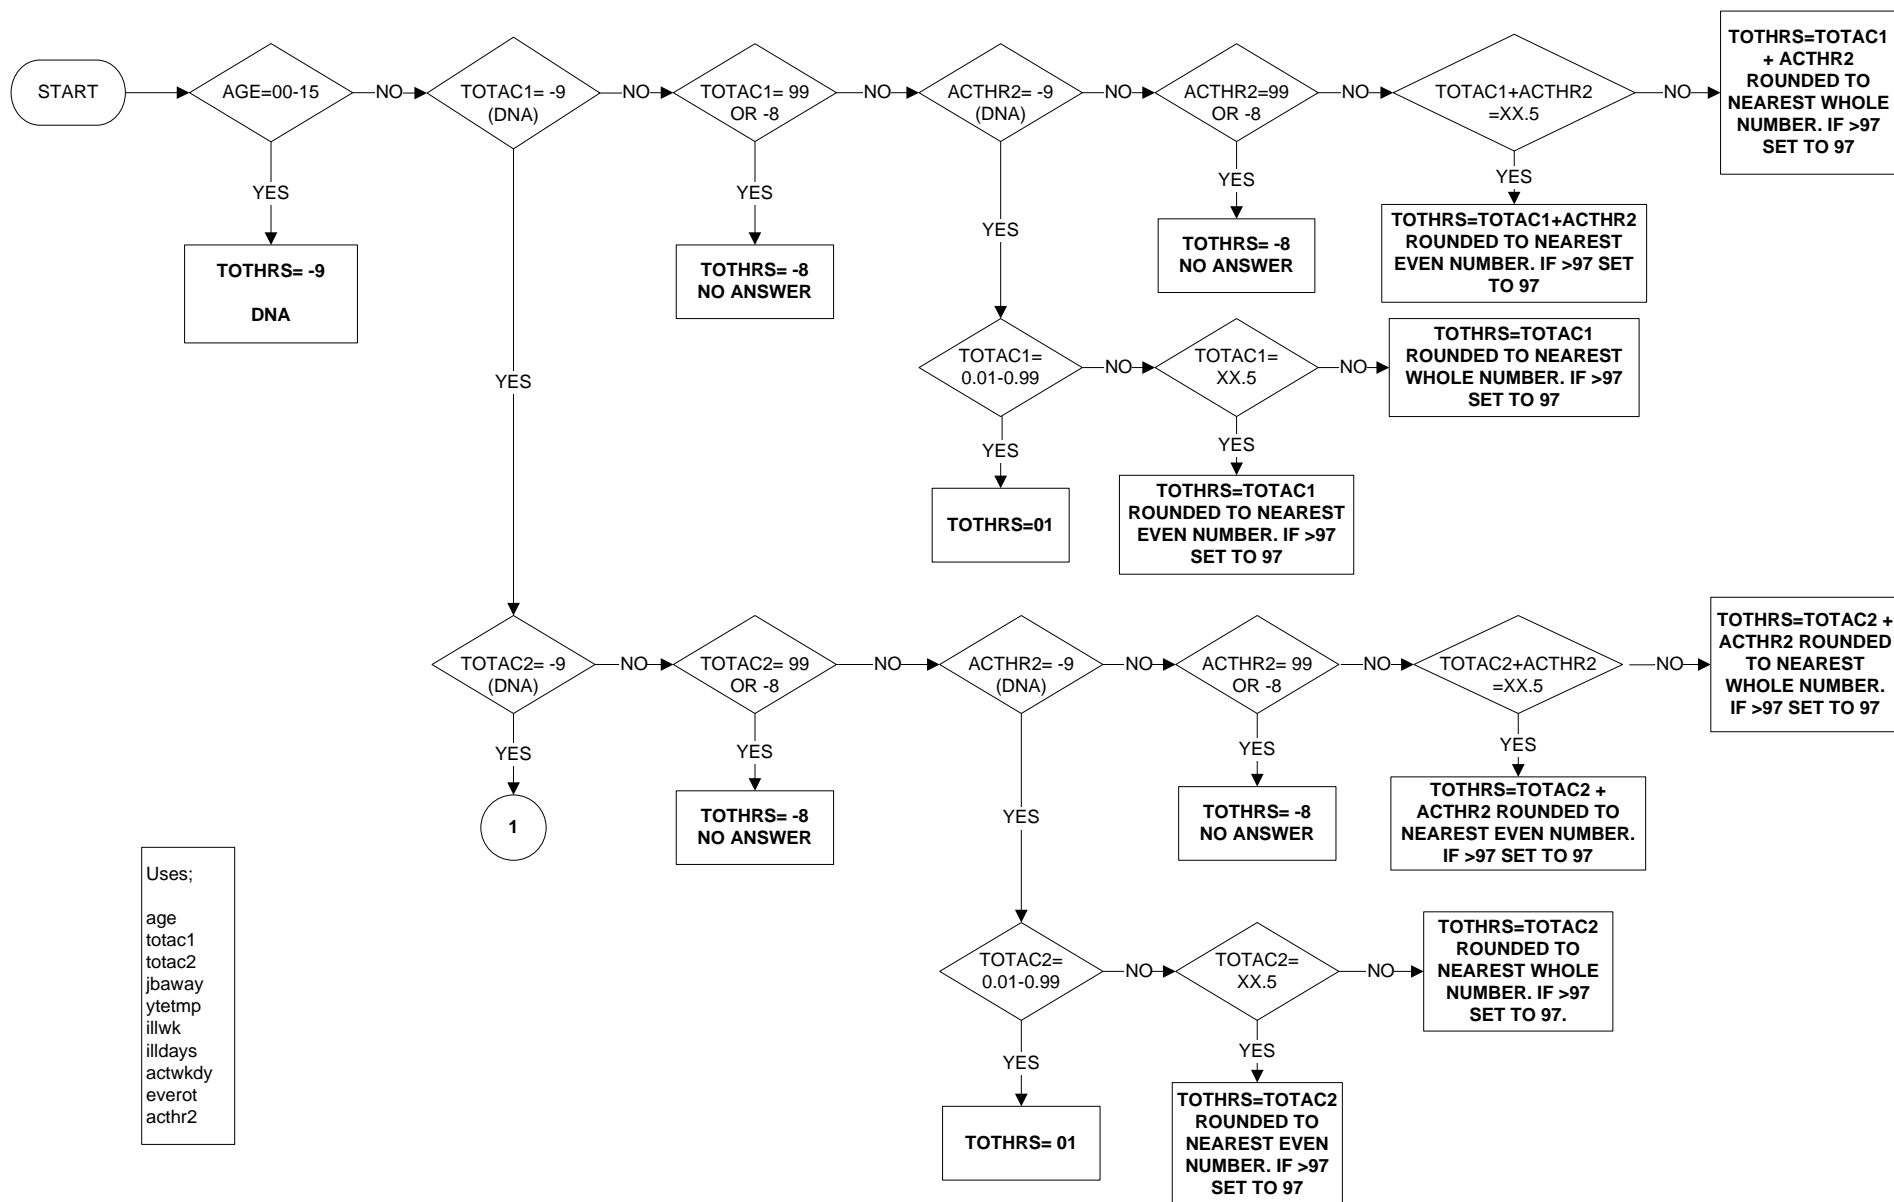 START
AGE=00-15
NO
TOTAC1= -9
(DNA)
NO
TOTAC1= 99
OR -8
NO
ACTHR2= -9
(DNA)
NO
ACTHR2=99
OR -8
NO
TOTAC1+ACTHR2
=XX.5
NO
TOTHRS=TOTAC1
+ ACTHR2
ROUNDED TO
NEAREST WHOLE
NUMBER. IF >97
SET TO 97
YES
TOTHRS= -9
DNA
YES
YES
TOTHRS= -8
NO ANSWER
YES
YES
TOTHRS= -8
NO ANSWER
YES
TOTHRS=TOTAC1+ACTHR2
ROUNDED TO NEAREST
EVEN NUMBER. IF >97 SET
TO 97
TOTAC1=
0.01-0.99
NO
TOTAC1=
XX.5
NO
TOTHRS=TOTAC1
ROUNDED TO NEAREST
WHOLE NUMBER. IF >97
SET TO 97
YES
TOTHRS=01
YES
TOTHRS=TOTAC1
ROUNDED TO NEAREST
EVEN NUMBER. IF >97
SET TO 97
TOTAC2= -9
(DNA)
NO
TOTAC2= 99
OR -8
NO
ACTHR2= -9
(DNA)
NO
ACTHR2= 99
OR -8
NO
TOTAC2+ACTHR2
=XX.5
NO
TOTHRS=TOTAC2 +
ACTHR2 ROUNDED
TO NEAREST
WHOLE NUMBER.
IF >97 SET TO 97
YES
1
YES
TOTHRS= -8
NO ANSWER
YES
YES
TOTHRS= -8
NO ANSWER
YES
TOTHRS=TOTAC2 +
ACTHR2 ROUNDED TO
NEAREST EVEN NUMBER.
IF >97 SET TO 97
TOTAC2=
0.01-0.99
NO
TOTAC2=
XX.5
NO
TOTHRS=TOTAC2
ROUNDED TO
NEAREST WHOLE
NUMBER. IF >97
SET TO 97.
YES
TOTHRS= 01
YES
TOTHRS=TOTAC2
ROUNDED TO
NEAREST EVEN
NUMBER. IF >97
SET TO 97
Uses;
age
totac1
totac2
jbaway
ytetmp
illwk
illdays
actwkdy
everot
acthr2